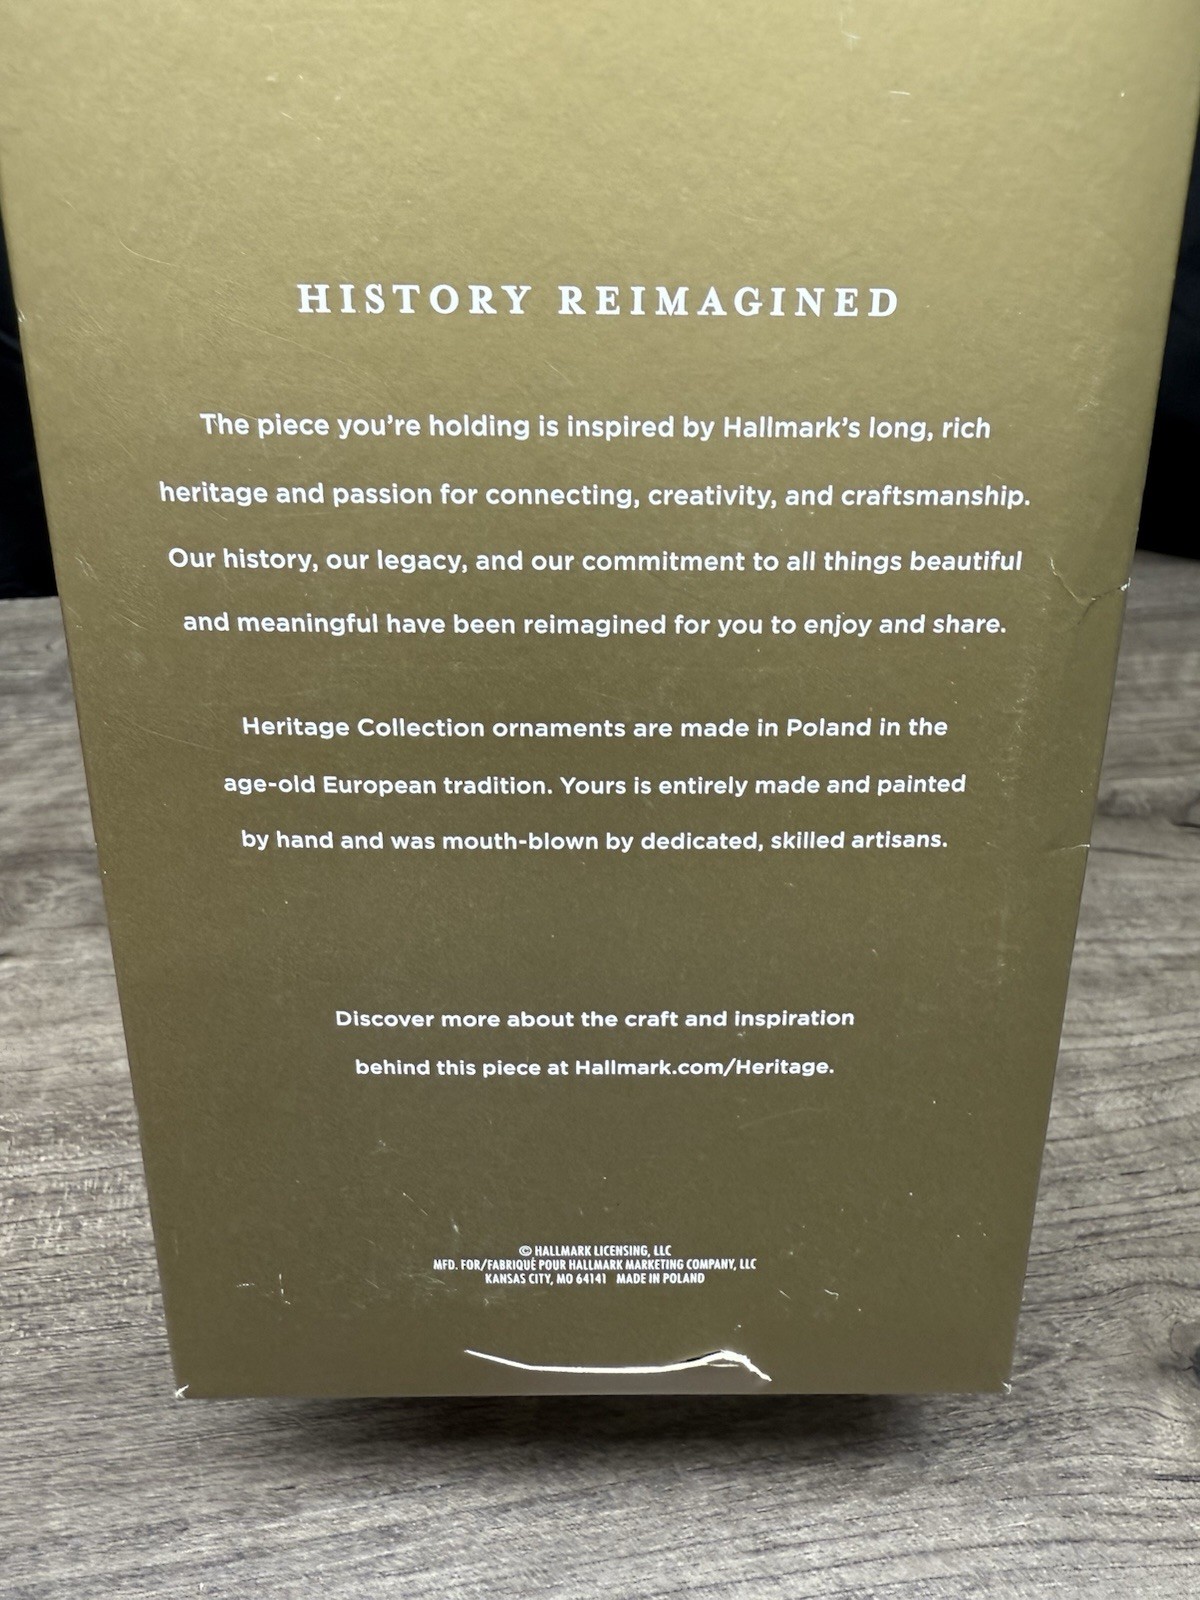 HISTORY REIMAGINED
The piece you're holding is inspired by Hallmark's long, rich
heritage and passion for connecting, creativity, and craftsmanship.
Our history, our legacy, and our commitment to all things beautiful
and meaningful have been reimagined for you to enjoy and share.
Heritage Collection ornaments are made in Poland in the
age-old European tradition. Yours is entirely made and painted
by hand and was mouth-blown by dedicated, skilled artisans.
Discover more about the craft and inspiration
behind this piece at Hallmark.com/Heritage.
© HALLMARK LICENSING, LLC
MFD. FOR/FABRIQUÉ POUR HALLMARK MARKETING COMPANY, LLC
KANSAS CITY, MO 64141 MADE IN POLAND